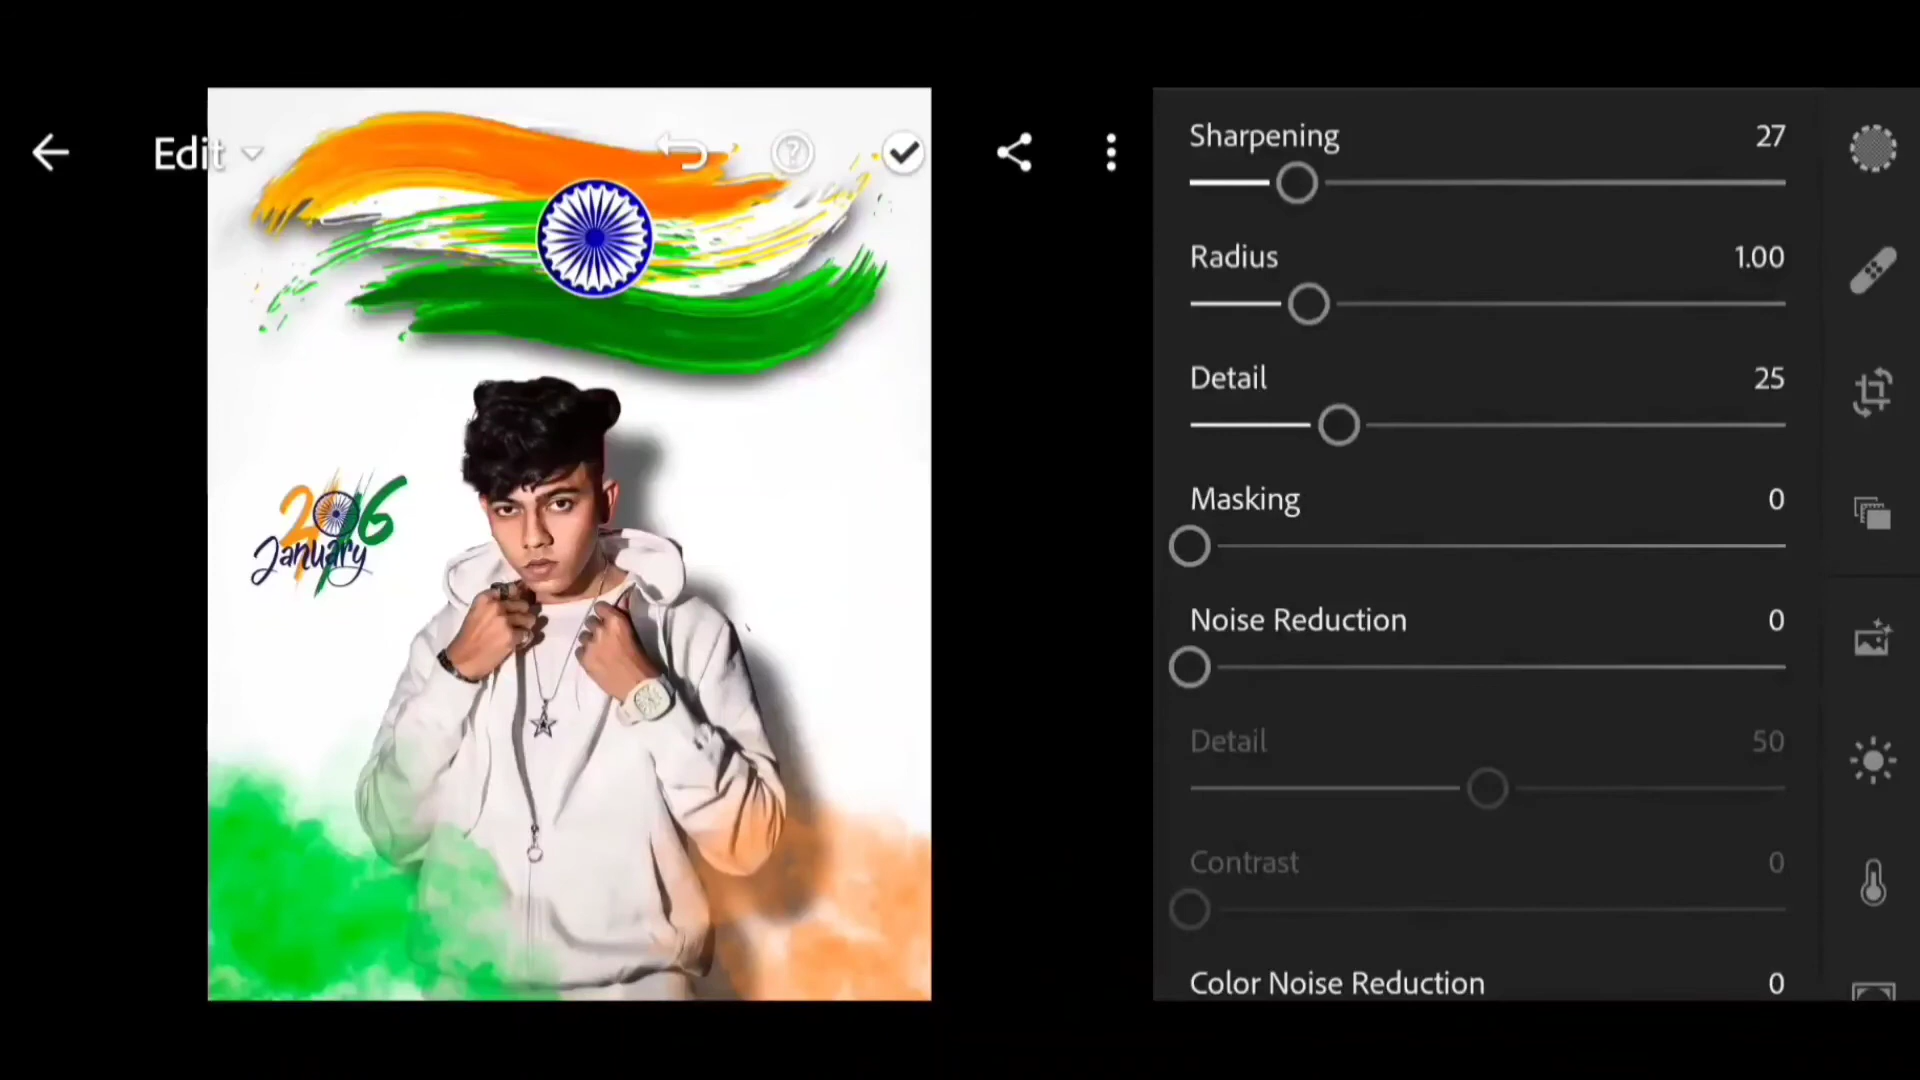 Edit
26
January
Sharpening 27
Radius 1.00
Detail 25
Masking 0
Noise Reduction 0
Detail 50
Contrast 0
Color Noise Reduction 0